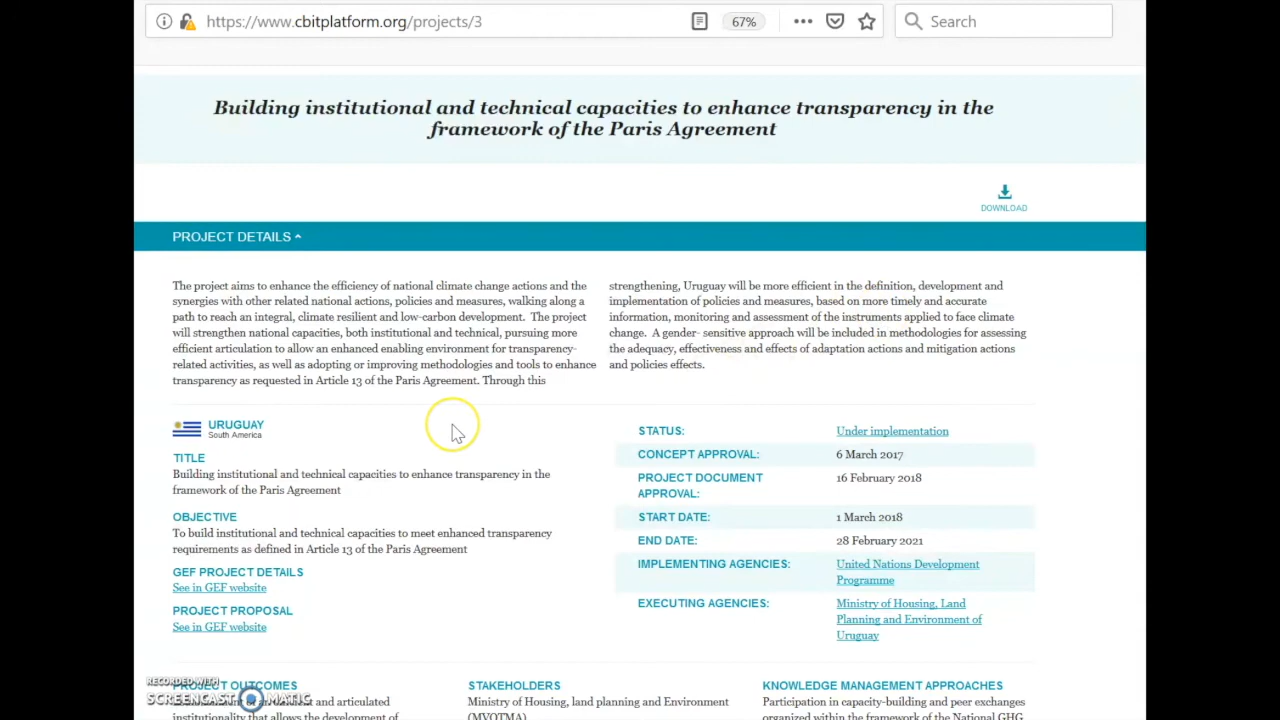 https://www.cbitplatform.org/projects/3
67%
Search
Building institutional and technical capacities to enhance transparency in the
framework of the Paris Agreement
DOWNLOAD
PROJECT DETAILS
The project aims to enhance the efficiency of national climate change actions and the
synergies with other related national actions, policies and measures, walking along a
path to reach an integral, climate resilient and low-carbon development. The project
will strengthen national capacities, both institutional and technical, pursuing more
efficient articulation to allow an enhanced enabling environment for transparency-
related activities, as well as adopting or improving methodologies and tools to enhance
transparency as requested in Article 13 of the Paris Agreement. Through this
strengthening, Uruguay will be more efficient in the definition, development and
implementation of policies and measures, based on more timely and accurate
information, monitoring and assessment of the instruments applied to face climate
change. A gender- sensitive approach will be included in methodologies for assessing
the adequacy, effectiveness and effects of adaptation actions and mitigation actions
and policies effects.
URUGUAY
South America
TITLE
Building institutional and technical capacities to enhance transparency in the
framework of the Paris Agreement
OBJECTIVE
To build institutional and technical capacities to meet enhanced transparency
requirements as defined in Article 13 of the Paris Agreement
GEF PROJECT DETAILS
See in GEF website
PROJECT PROPOSAL
See in GEF website
STATUS: Under implementation
CONCEPT APPROVAL: 6 March 2017
PROJECT DOCUMENT 16 February 2018
APPROVAL:
START DATE: 1 March 2018
END DATE: 28 February 2021
IMPLEMENTING AGENCIES: United Nations Development
Programme
EXECUTING AGENCIES: Ministry of Housing, Land
Planning and Environment of
Uruguay
RECORDED WITH
SCREENCAST MATIC
PROJECT OUTCOMES
and articulated
institutionality that allows the development of
STAKEHOLDERS
Ministry of Housing, land planning and Environment
(MVOTMA)
KNOWLEDGE MANAGEMENT APPROACHES
Participation in capacity-building and peer exchanges
organized within the framework of the National GHG